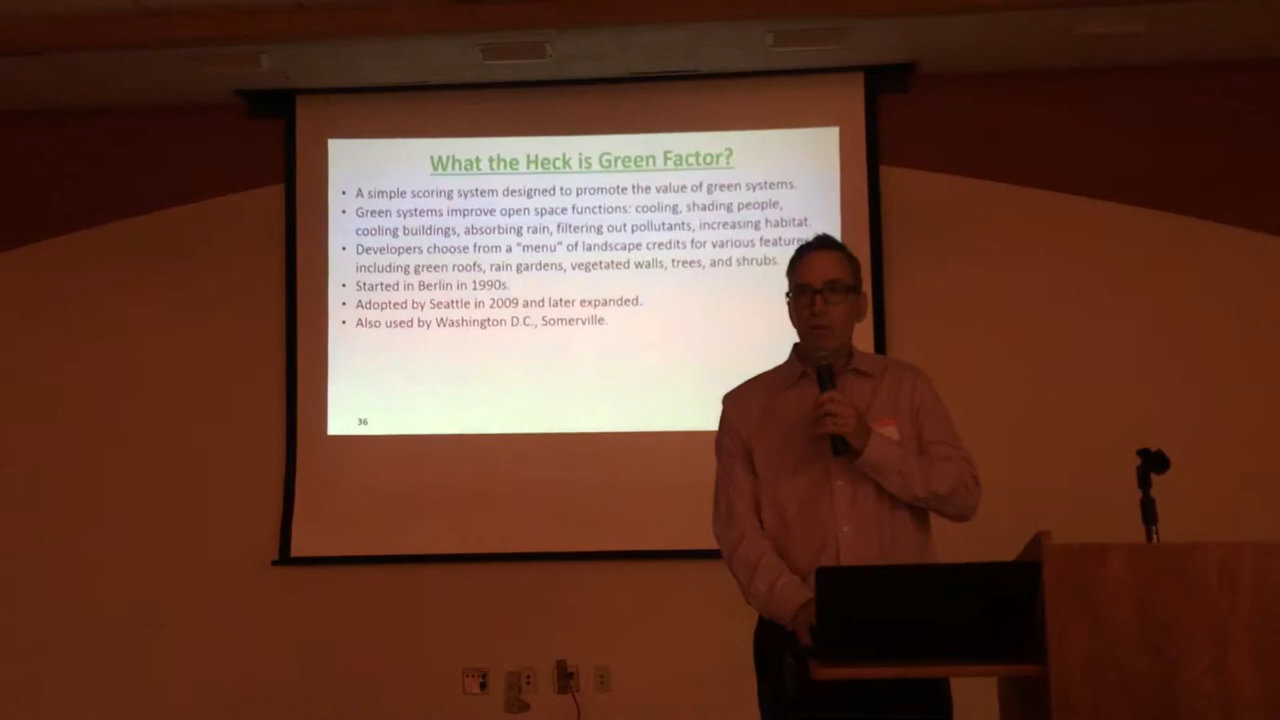 What the Heck is Green Factor?
• A simple scoring system designed to promote the value of green systems.
• Green systems improve open space functions: cooling, shading people,
cooling buildings, absorbing rain, filtering out pollutants, increasing habitat.
• Developers choose from a “menu” of landscape credits for various features
including green roofs, rain gardens, vegetated walls, trees, and shrubs.
• Started in Berlin in 1990s.
• Adopted by Seattle in 2009 and later expanded.
• Also used by Washington D.C., Somerville.
36